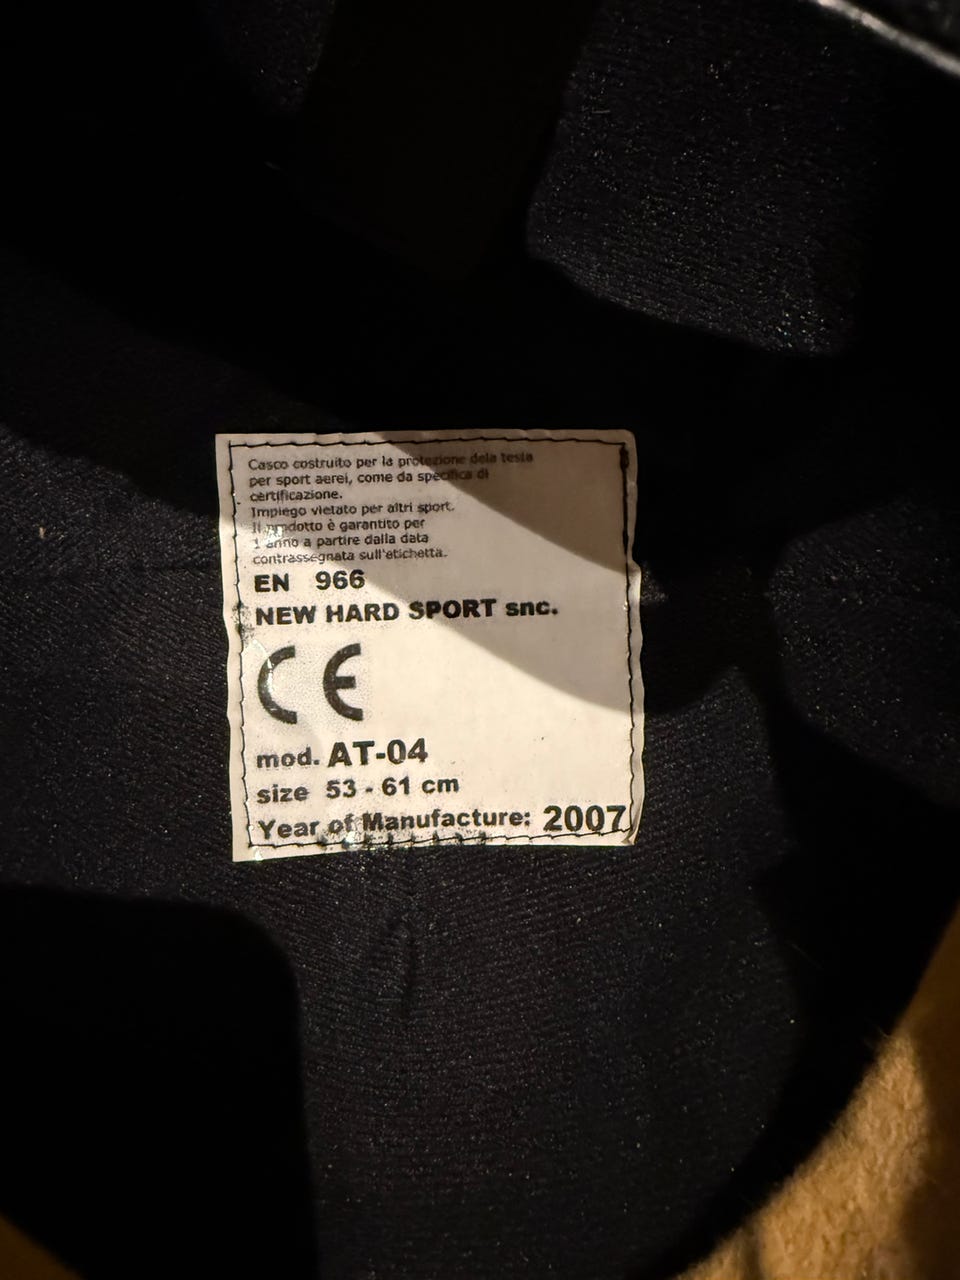 Casco costruito per la protezione dela testa
per sport aerei, come da specifica di
certificazione.
Impiego vietato per altri sport.
Il prodotto è garantito per
1 anno a partire dalla data
contrassegnata sull'etichetta.
EN 966
NEW HARD SPORT snc.
CE
mod. AT-04
size 53 - 61 cm
Year of Manufacture: 2007